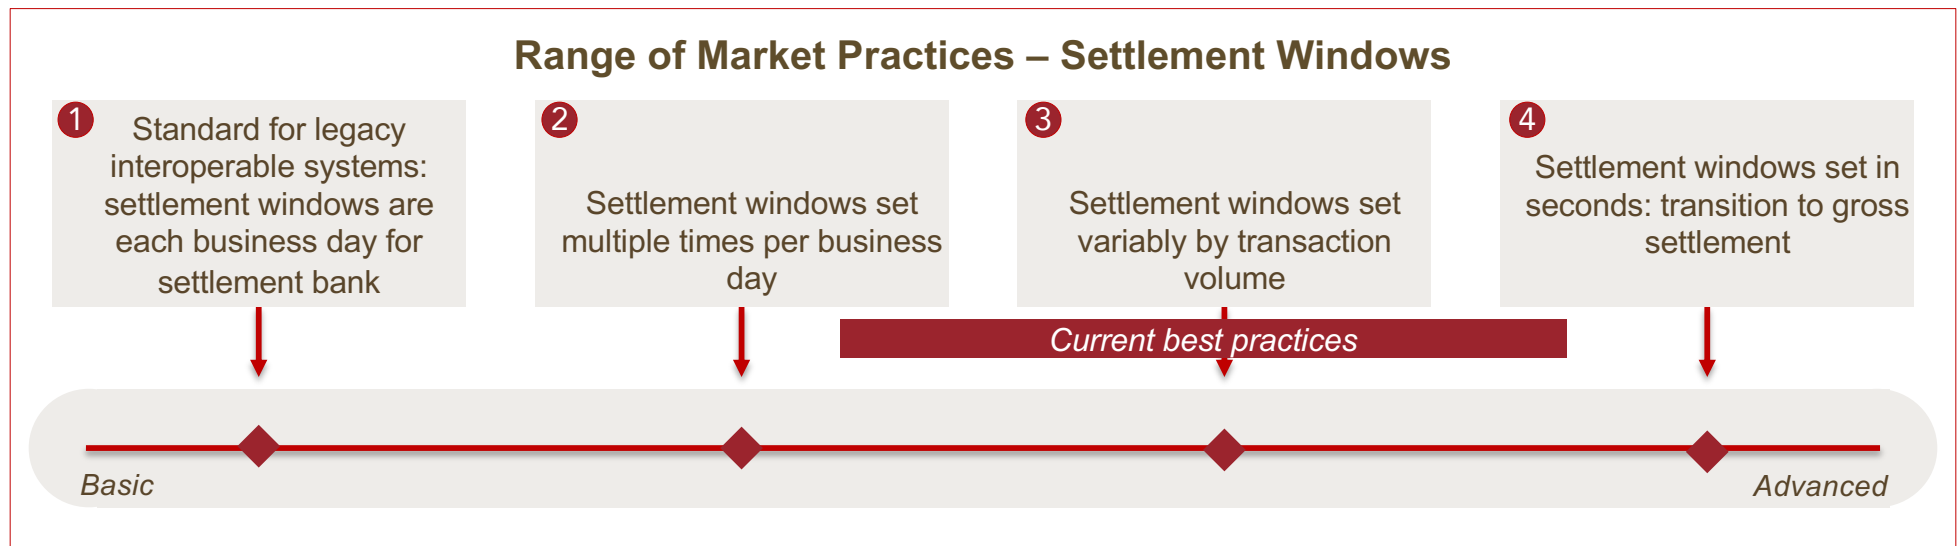 Range of Market Practices – Settlement Windows
1
Standard for legacy
interoperable systems:
settlement windows are
each business day for
settlement bank
2
Settlement windows set
multiple times per business
day
3
Settlement windows set
variably by transaction
volume
4
Settlement windows set in
seconds: transition to gross
settlement
Current best practices
Basic
Advanced